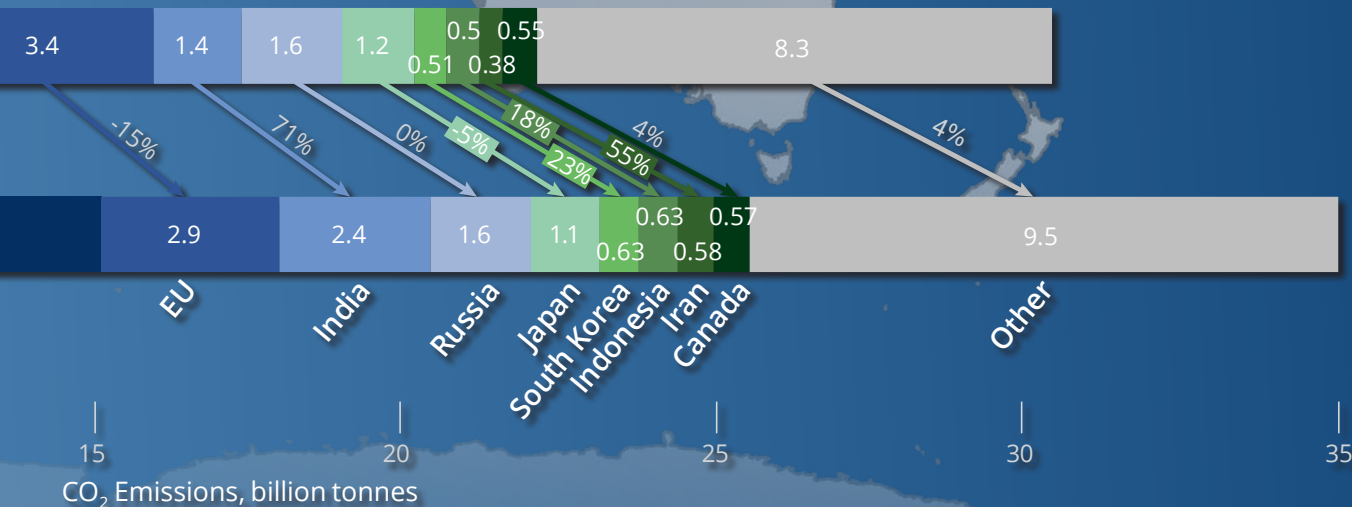 3.4 1.4 1.6 1.2 0.51 0.5 0.38 0.55 8.3
-15% 71% 0% -5% 23% 18% 55% 4% 4%
2.9 2.4 1.6 1.1 0.63 0.63 0.58 0.57 9.5
EU
India
Russia
Japan
South Korea
Indonesia
Iran
Canada
Other
15 20 25 30 35
CO₂ Emissions, billion tonnes